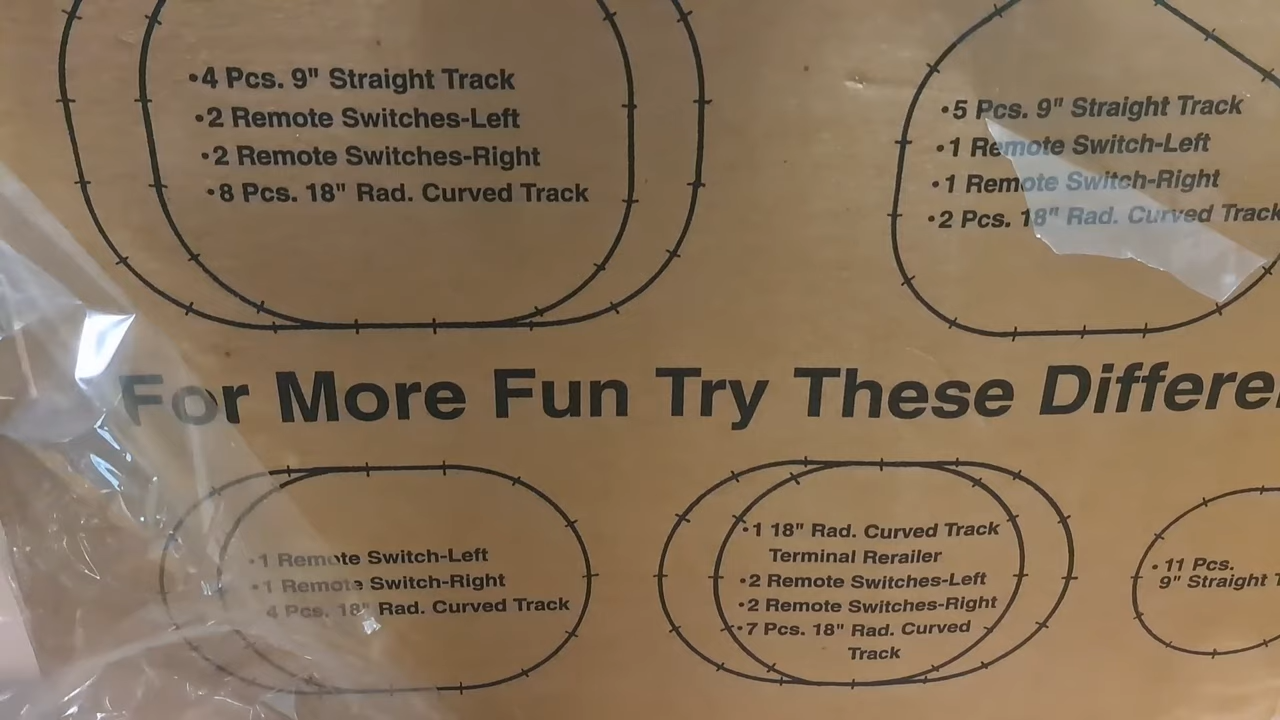 •4 Pcs. 9" Straight Track
•2 Remote Switches-Left
•2 Remote Switches-Right
•8 Pcs. 18" Rad. Curved Track
•5 Pcs. 9" Straight Track
•1 Remote Switch-Left
•1 Remote Switch-Right
•2 Pcs. 18" Rad. Curved Track
For More Fun Try These Differe
•1 Remote Switch-Left
•1 Remote Switch-Right
4 Pcs. 18" Rad. Curved Track
•1 18" Rad. Curved Track
Terminal Rerailer
•2 Remote Switches-Left
•2 Remote Switches-Right
•7 Pcs. 18" Rad. Curved
Track
•11 Pcs.
9" Straight T